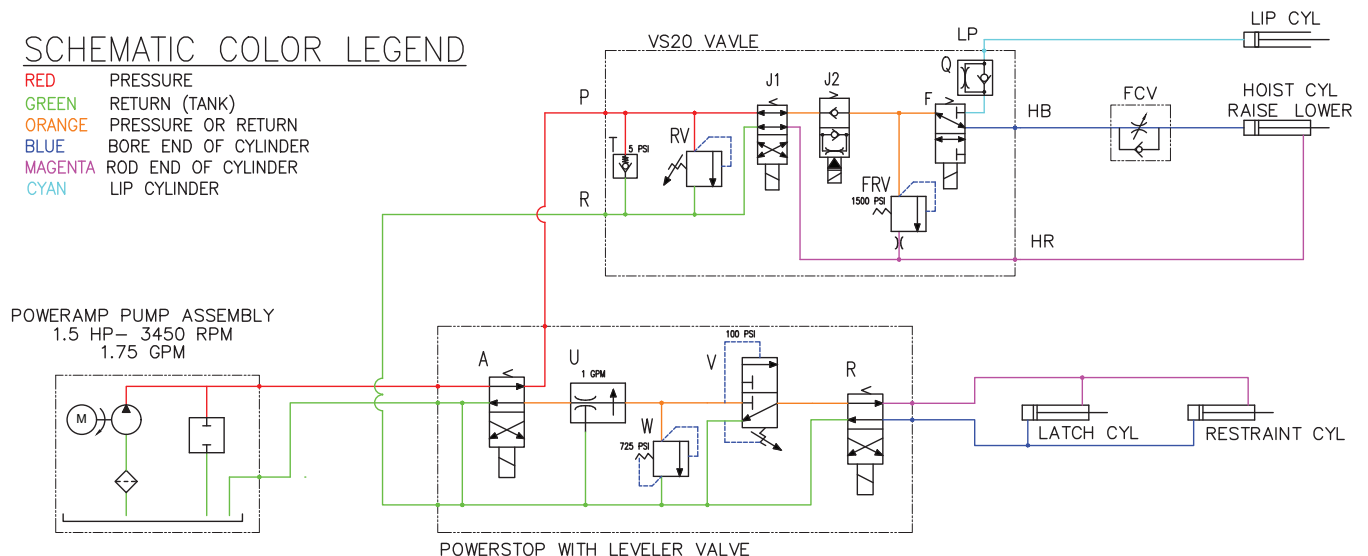 SCHEMATIC COLOR LEGEND
RED PRESSURE
GREEN RETURN (TANK)
ORANGE PRESSURE OR RETURN
BLUE BORE END OF CYLINDER
MAGENTA ROD END OF CYLINDER
CYAN LIP CYLINDER
VS20 VAVLE
LP
LIP CYL
Q
J1
J2
F
P
HB
FCV
HOIST CYL
RAISE LOWER
T
5 PSI
RV
R
FRV
1500 PSI
HR
POWERAMP PUMP ASSEMBLY
1.5 HP- 3450 RPM
1.75 GPM
M
A
U
1 GPM
100 PSI
V
R
W
725 PSI
LATCH CYL
RESTRAINT CYL
POWERSTOP WITH LEVELER VALVE